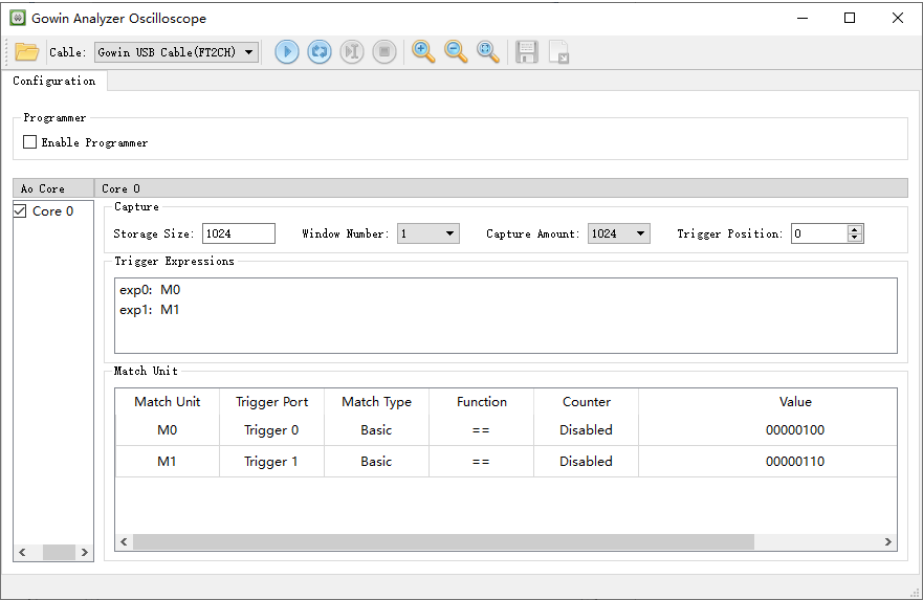 Gowin Analyzer Oscilloscope
Cable: Gowin USB Cable(FT2CH)
Configuration
Programmer
Enable Programmer
Ao Core Core 0
Core 0
Capture
Storage Size: 1024 Window Number: 1 Capture Amount: 1024 Trigger Position: 0
Trigger Expressions
exp0: M0
exp1: M1
Match Unit
Match Unit Trigger Port Match Type Function Counter Value
M0 Trigger 0 Basic == Disabled 00000100
M1 Trigger 1 Basic == Disabled 00000110